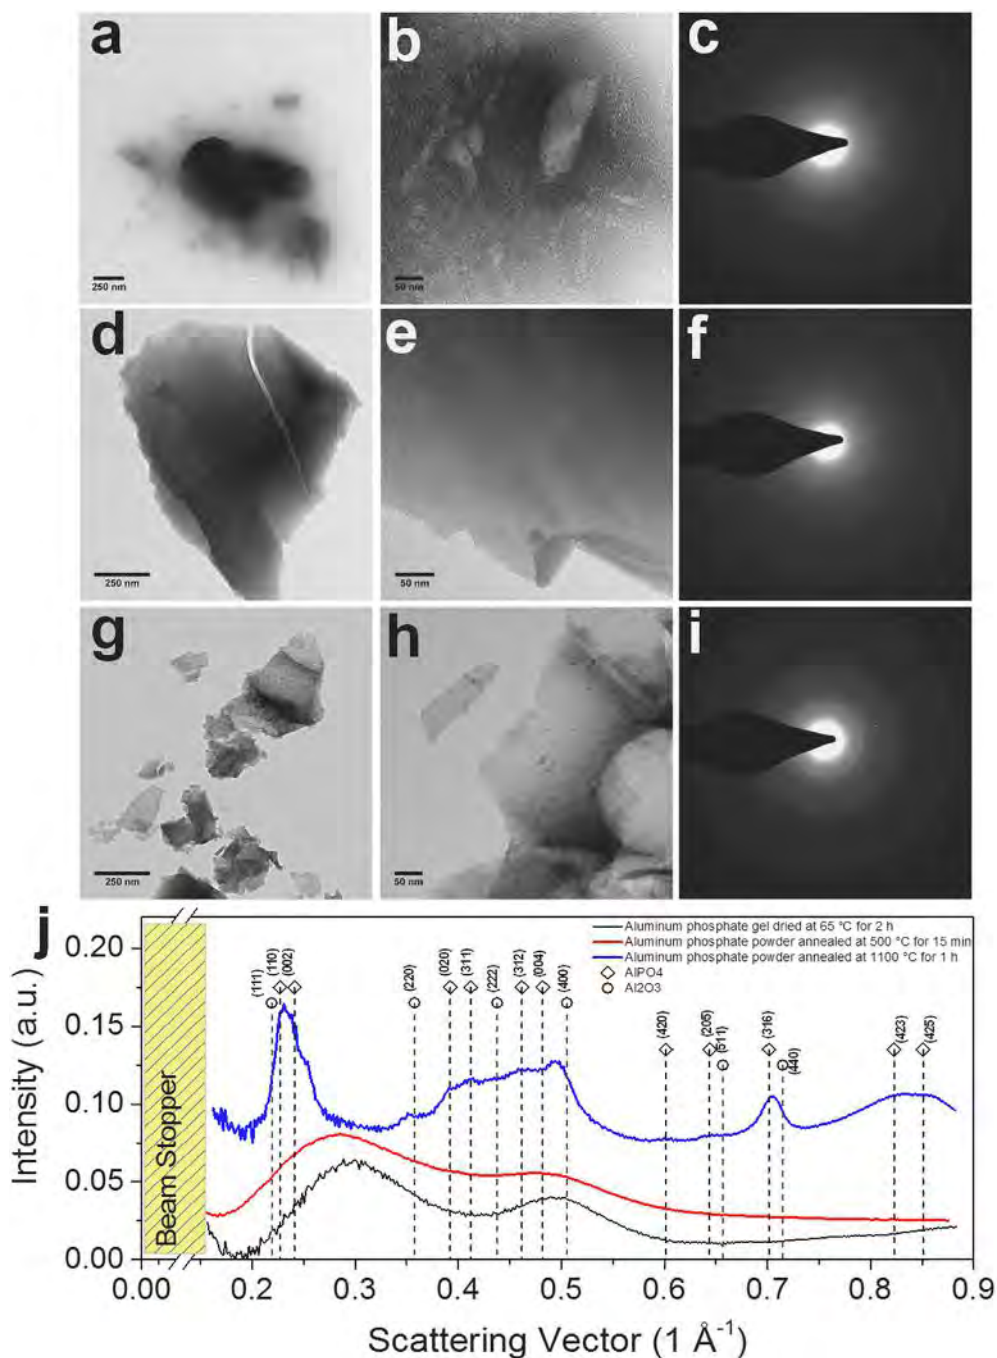 a
b
c
250 nm
50 nm
d
e
f
250 nm
50 nm
g
h
i
250 nm
50 nm
j
Intensity (a.u.)
0.20
0.15
0.10
0.05
0.00
Beam Stopper
Aluminum phosphate gel dried at 65 °C for 2 h
Aluminum phosphate powder annealed at 500 °C for 15 min
Aluminum phosphate powder annealed at 1100 °C for 1 h
AlPO4
Al2O3
(111)
(110)
(002)
(220)
(020)
(311)
(222)
(312)
(004)
(400)
(420)
(205)
(511)
(316)
(440)
(423)
(425)
0.2 0.3 0.4 0.5 0.6 0.7 0.8 0.9
Scattering Vector (1 Å⁻¹)